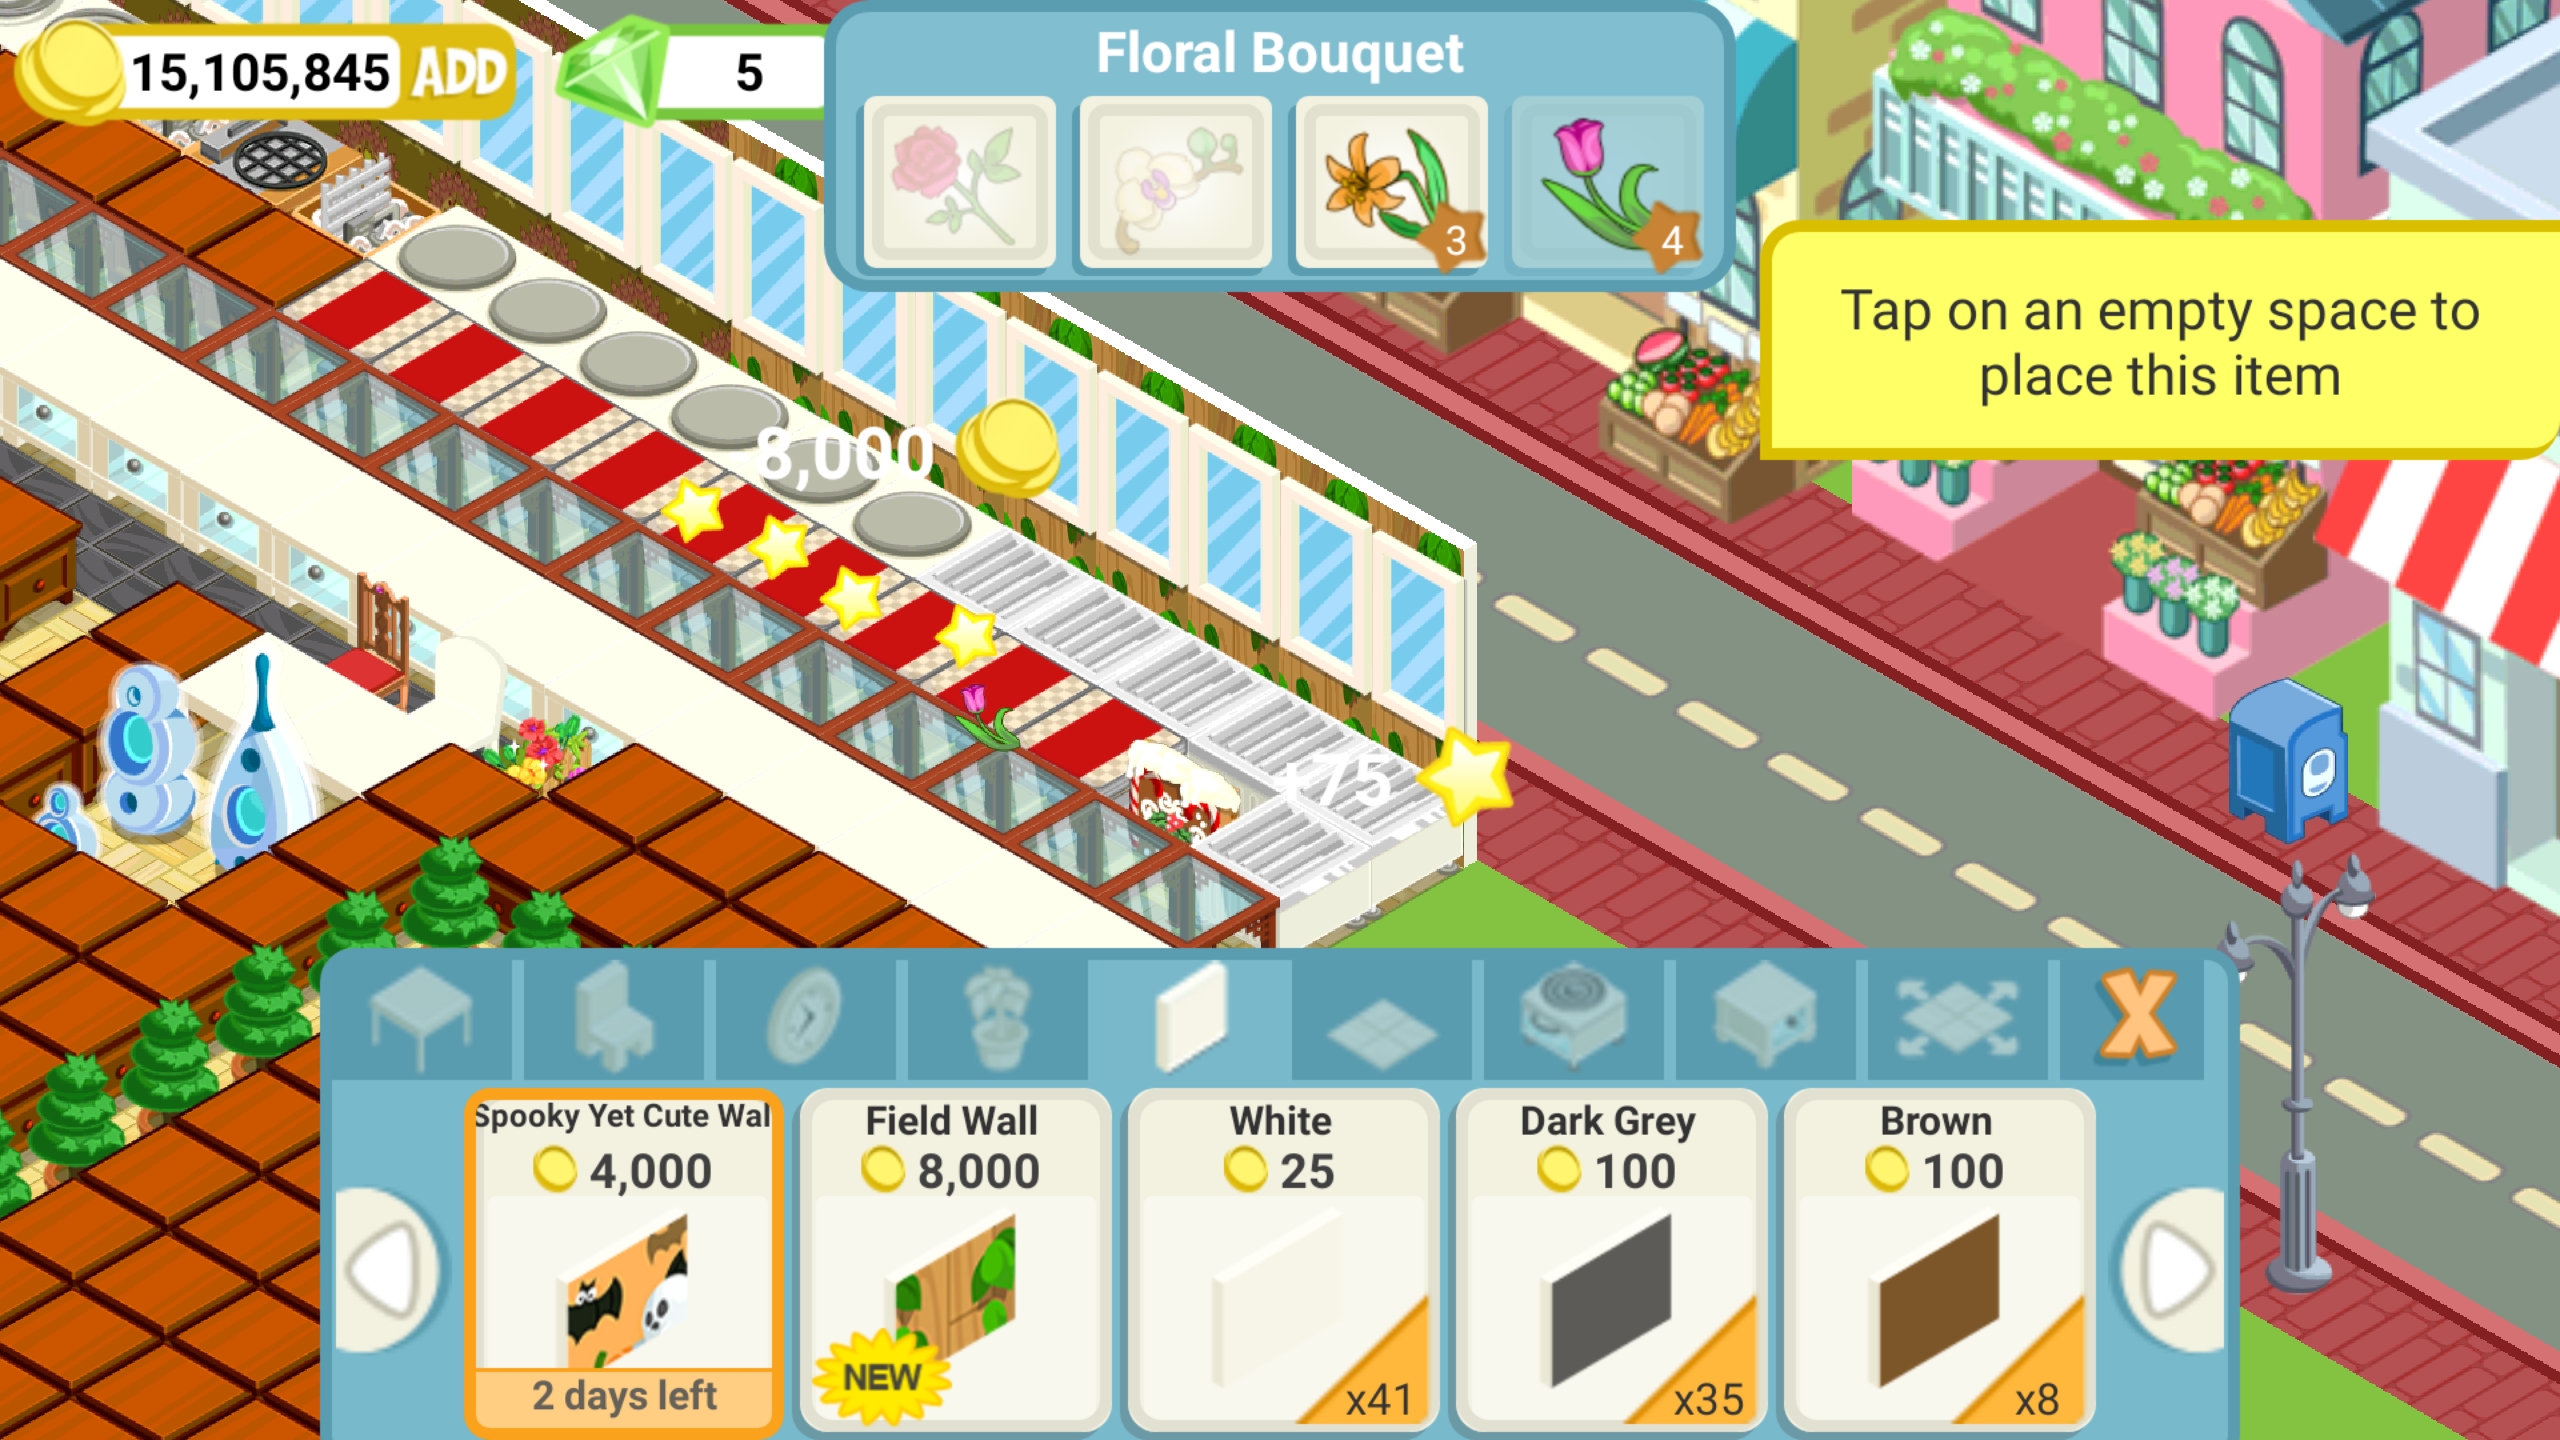 15,105,845 ADD
5
Floral Bouquet
3
4
Tap on an empty space to
place this item
8,000
+75
Spooky Yet Cute Wal
4,000
2 days left
Field Wall
8,000
NEW
White
25
x41
Dark Grey
100
x35
Brown
100
x8